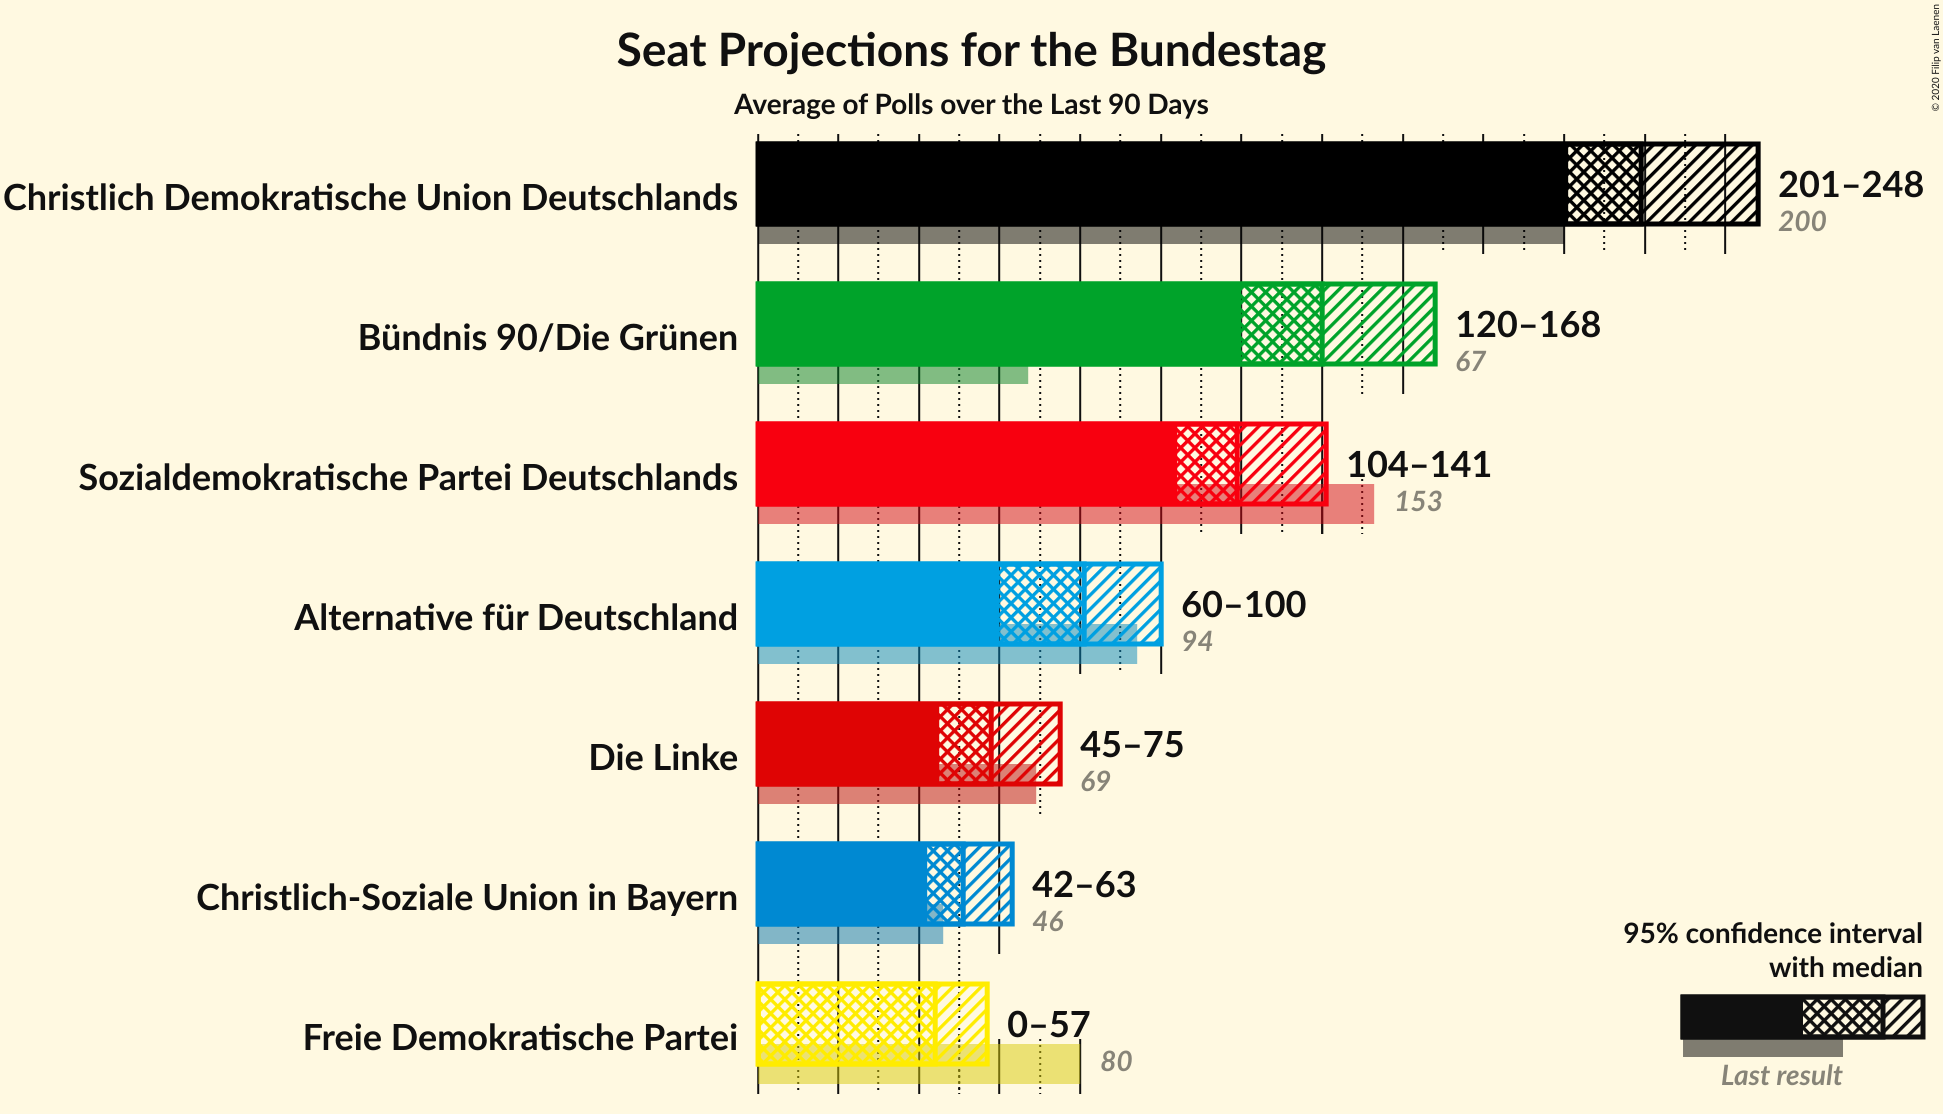 Seat Projections for the Bundestag
Average of Polls over the Last 90 Days
© 2020 Filip van Laenen
Christlich Demokratische Union Deutschlands
201–248
200
Bündnis 90/Die Grünen
120–168
67
Sozialdemokratische Partei Deutschlands
104–141
153
Alternative für Deutschland
60–100
94
Die Linke
45–75
69
Christlich-Soziale Union in Bayern
42–63
46
Freie Demokratische Partei
0–57
80
95% confidence interval
with median
Last result